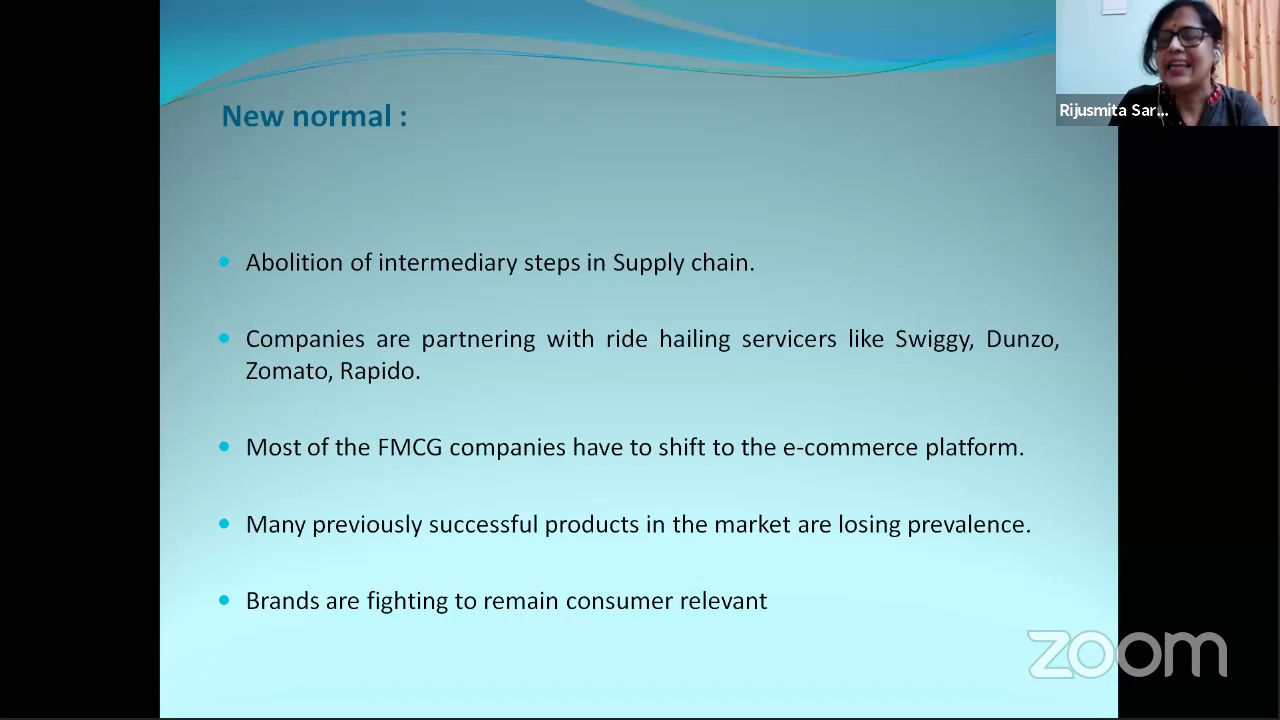 New normal :
Rijusmita Sar...
Abolition of intermediary steps in Supply chain.
Companies are partnering with ride hailing servicers like Swiggy, Dunzo,
Zomato, Rapido.
Most of the FMCG companies have to shift to the e-commerce platform.
Many previously successful products in the market are losing prevalence.
Brands are fighting to remain consumer relevant
zoom